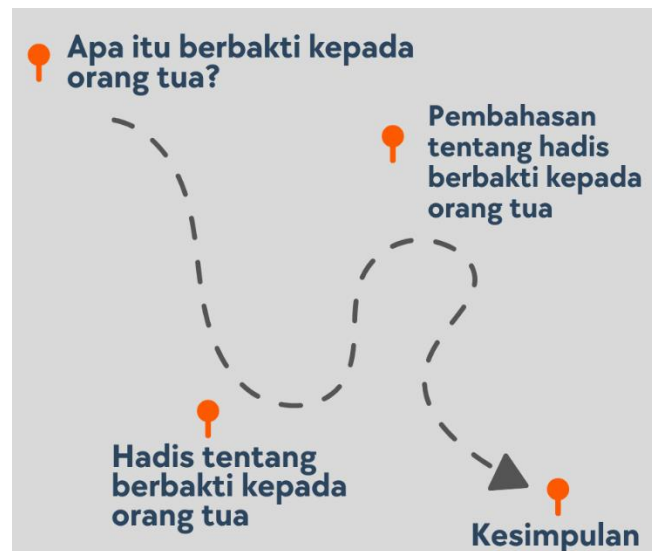 Apa itu berbakti kepada
orang tua?
Hadis tentang
berbakti kepada
orang tua
Pembahasan
tentang hadis
berbakti kepada
orang tua
Kesimpulan